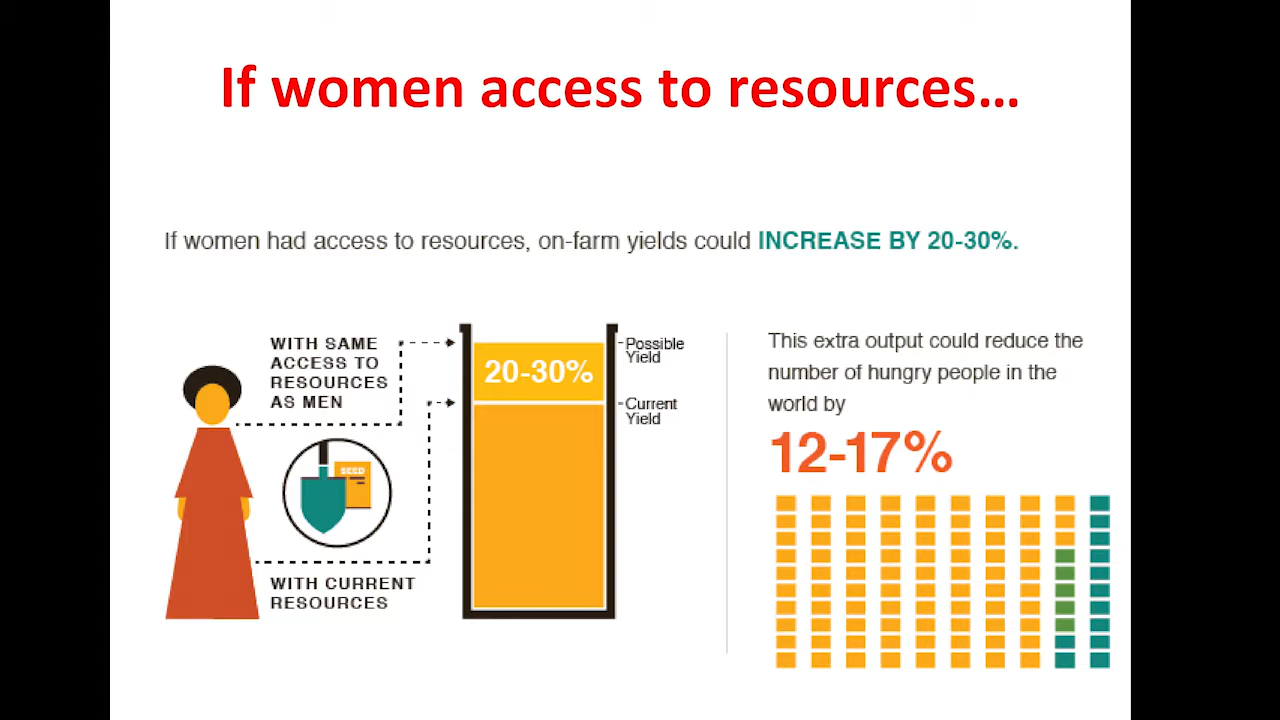 If women access to resources...
If women had access to resources, on-farm yields could INCREASE BY 20-30%.
WITH SAME
ACCESS TO
RESOURCES
AS MEN
SEED
WITH CURRENT
RESOURCES
20-30%
Possible
Yield
Current
Yield
This extra output could reduce the
number of hungry people in the
world by
12-17%